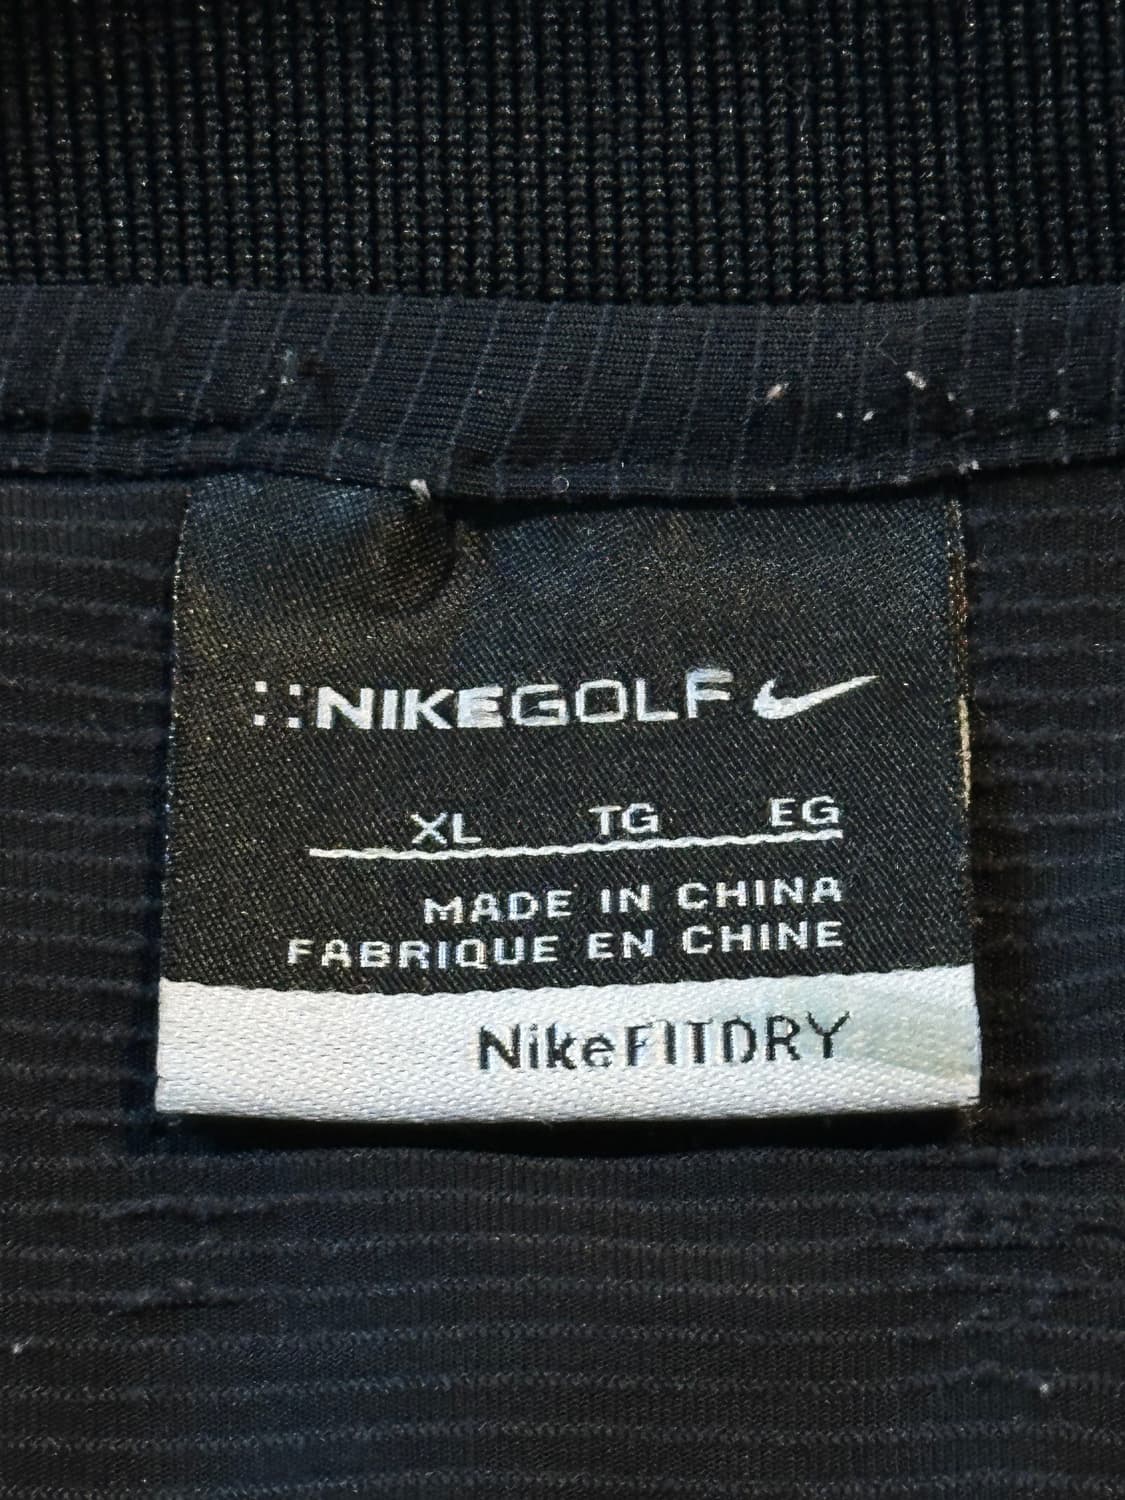 ::NIKEGOLF
XL TG EG
MADE IN CHINA
FABRIQUE EN CHINE
NikeFITDRY